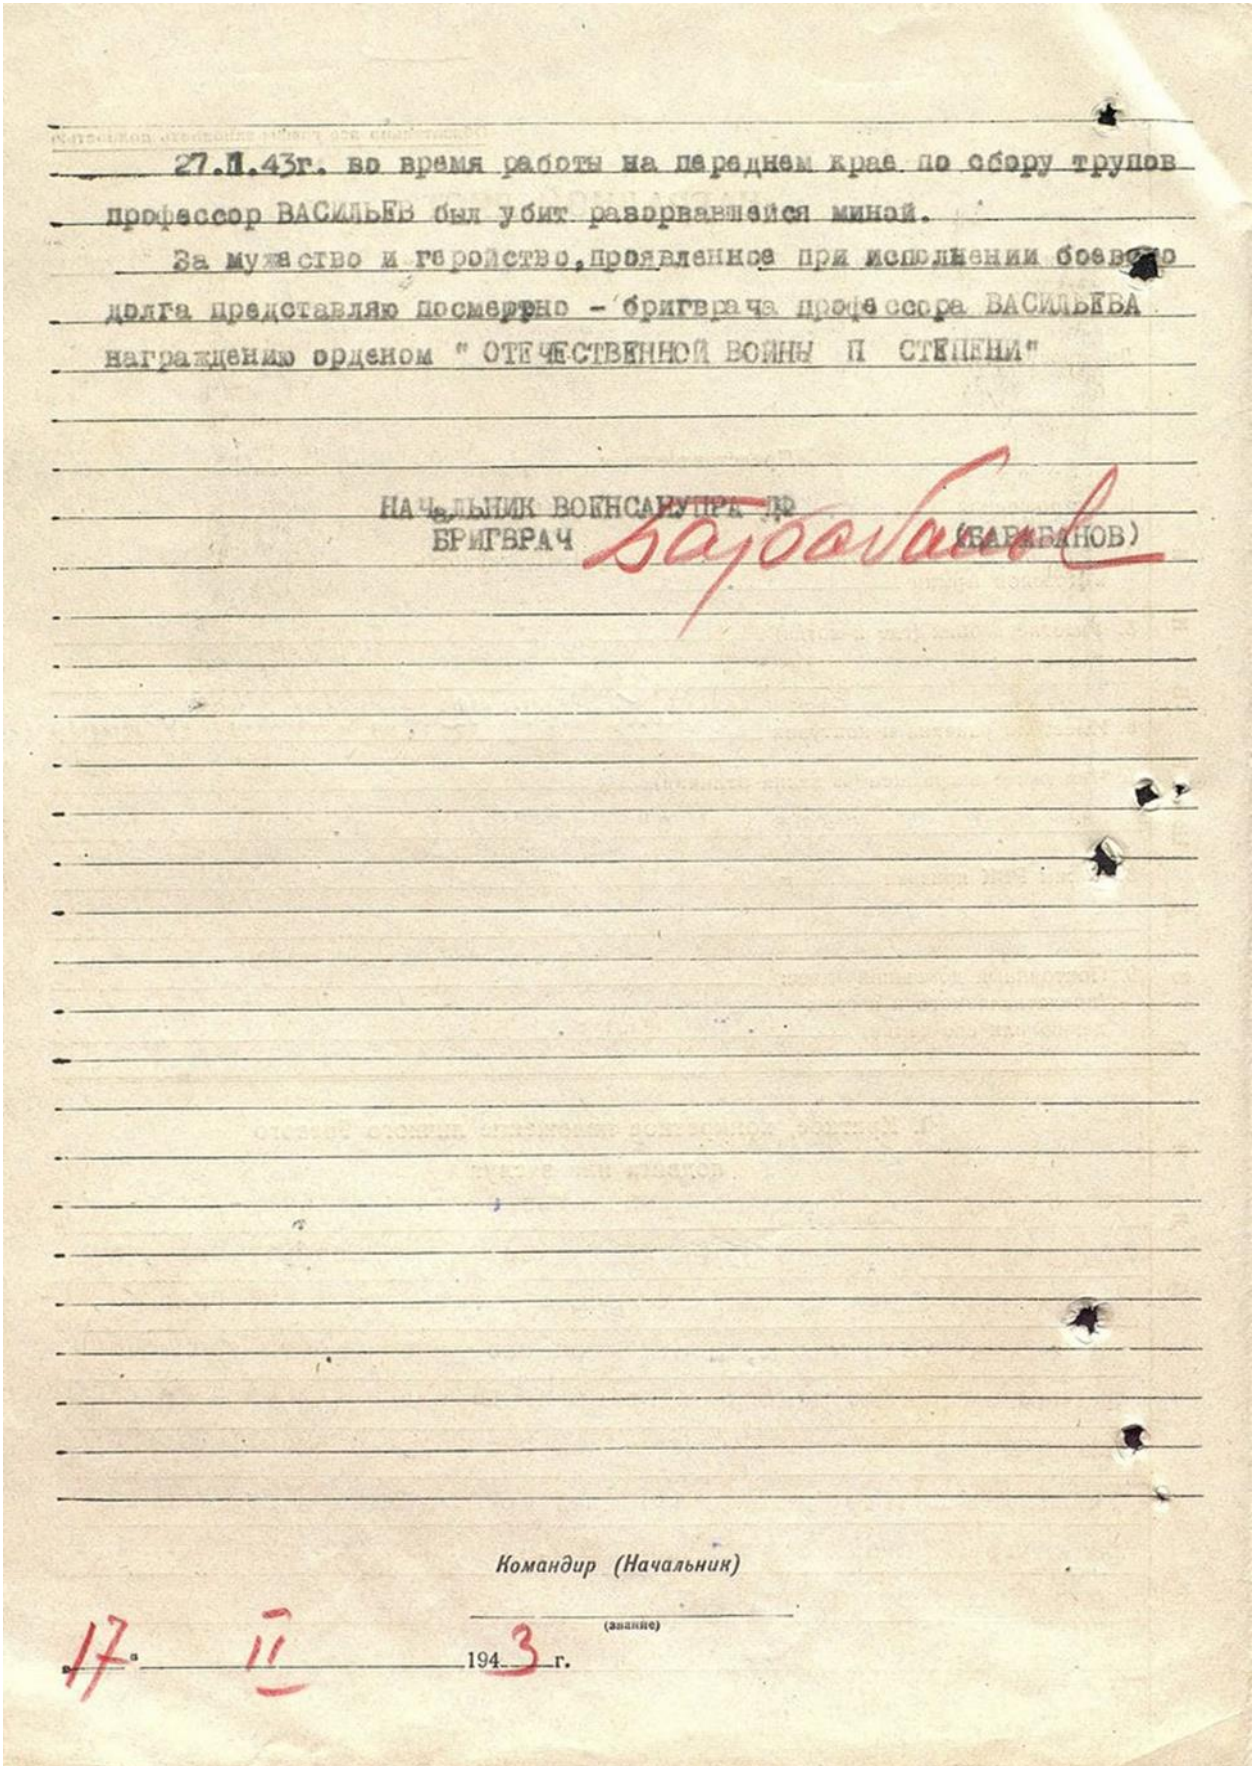 27.II.43г. во время работы на переднем крае по сбору трупов
профессор ВАСИЛЬЕВ был убит разорвавшейся миной.
За мужество и геройство,проявленное при исполнении боевого
долга представляю посмертно - бригврача профессора ВАСИЛЬЕВА
награждению орденом " ОТЕЧЕСТВЕННОЙ ВОЙНЫ П СТЕПЕНИ"
НАЧаЛЬНИК ВОЕНСАНУПРА ДФ
БРИГВРАЧ Барабанов (БАРАБАНОВ)
Командир (Начальник)
(звание)
„17" II 1943 г.